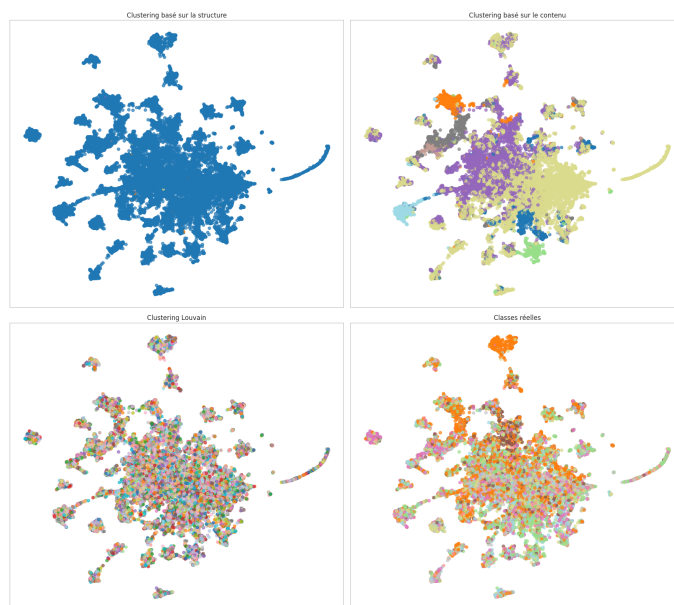 Clustering basé sur la structure
Clustering basé sur le contenu
Clustering Louvain
Classes réelles